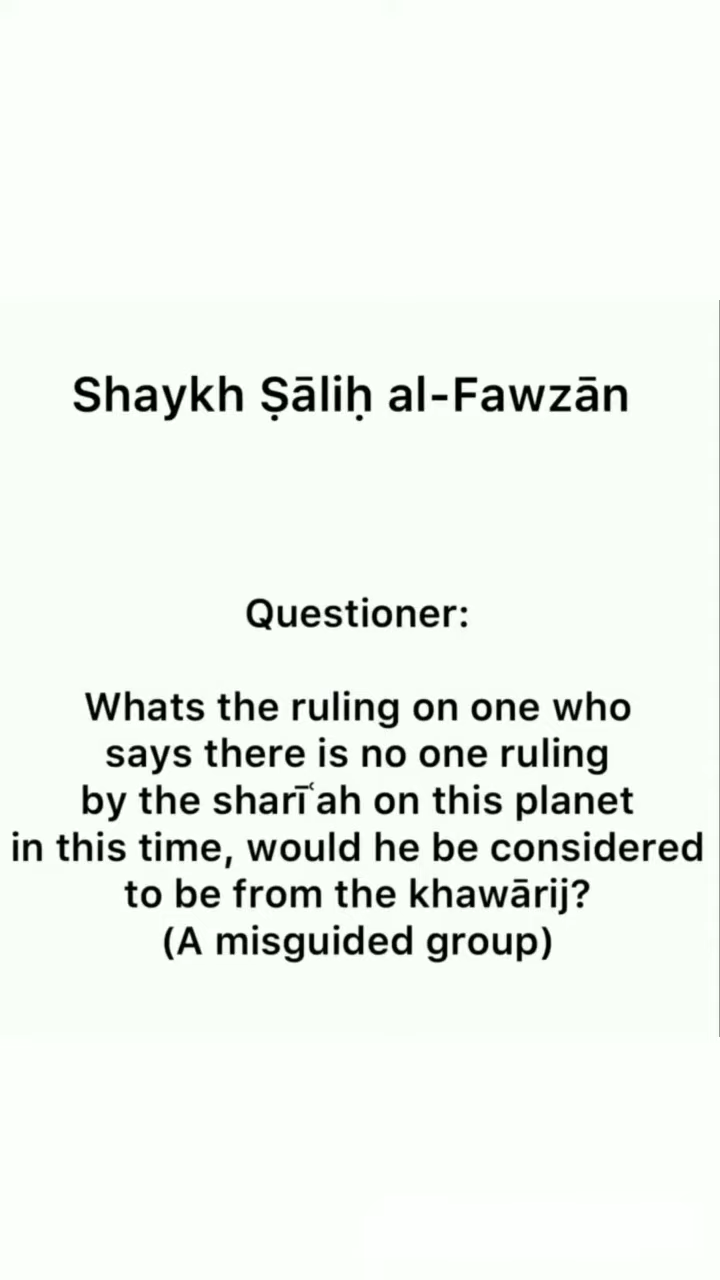 Shaykh Ṣāliḥ al-Fawzān
Questioner:
Whats the ruling on one who
says there is no one ruling
by the sharīʿah on this planet
in this time, would he be considered
to be from the khawārij?
(A misguided group)